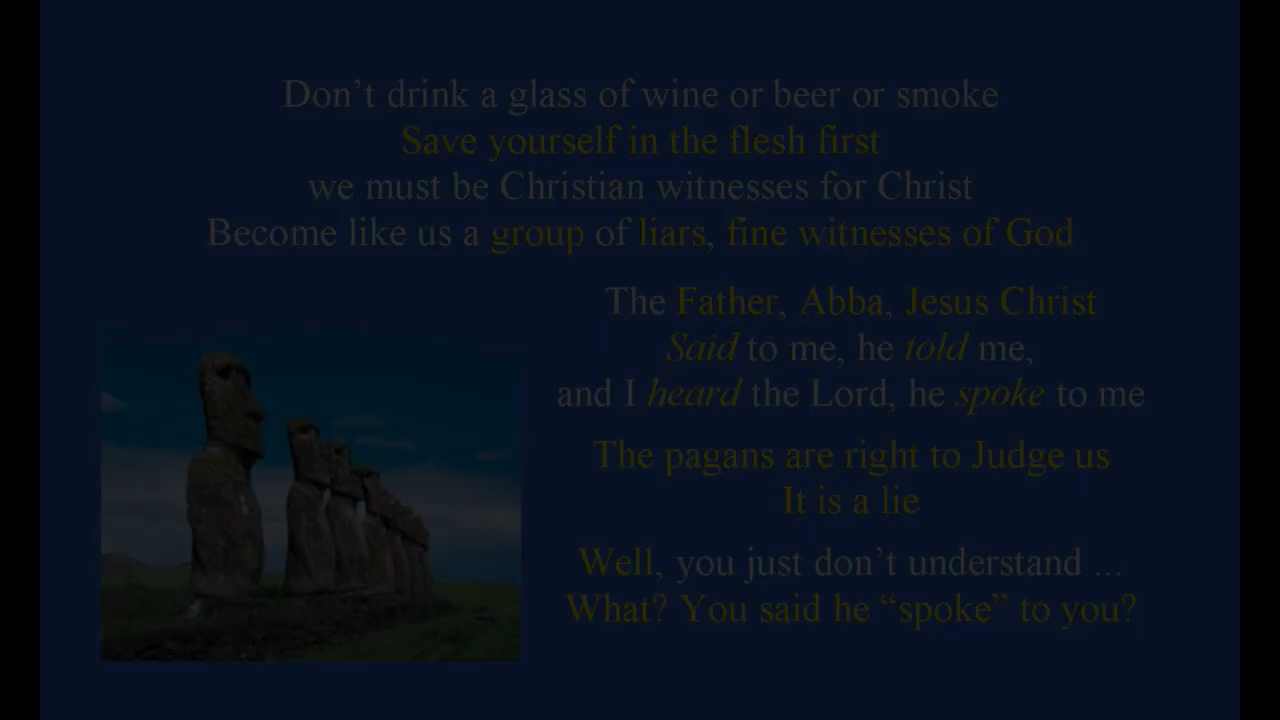 Don’t drink a glass of wine or beer or smoke
Save yourself in the flesh first
we must be Christian witnesses for Christ
Become like us a group of liars, fine witnesses of God
The Father, Abba, Jesus Christ
Said to me, he told me,
and I heard the Lord, he spoke to me
The pagans are right to Judge us
It is a lie
Well, you just don’t understand ...
What? You said he “spoke” to you?